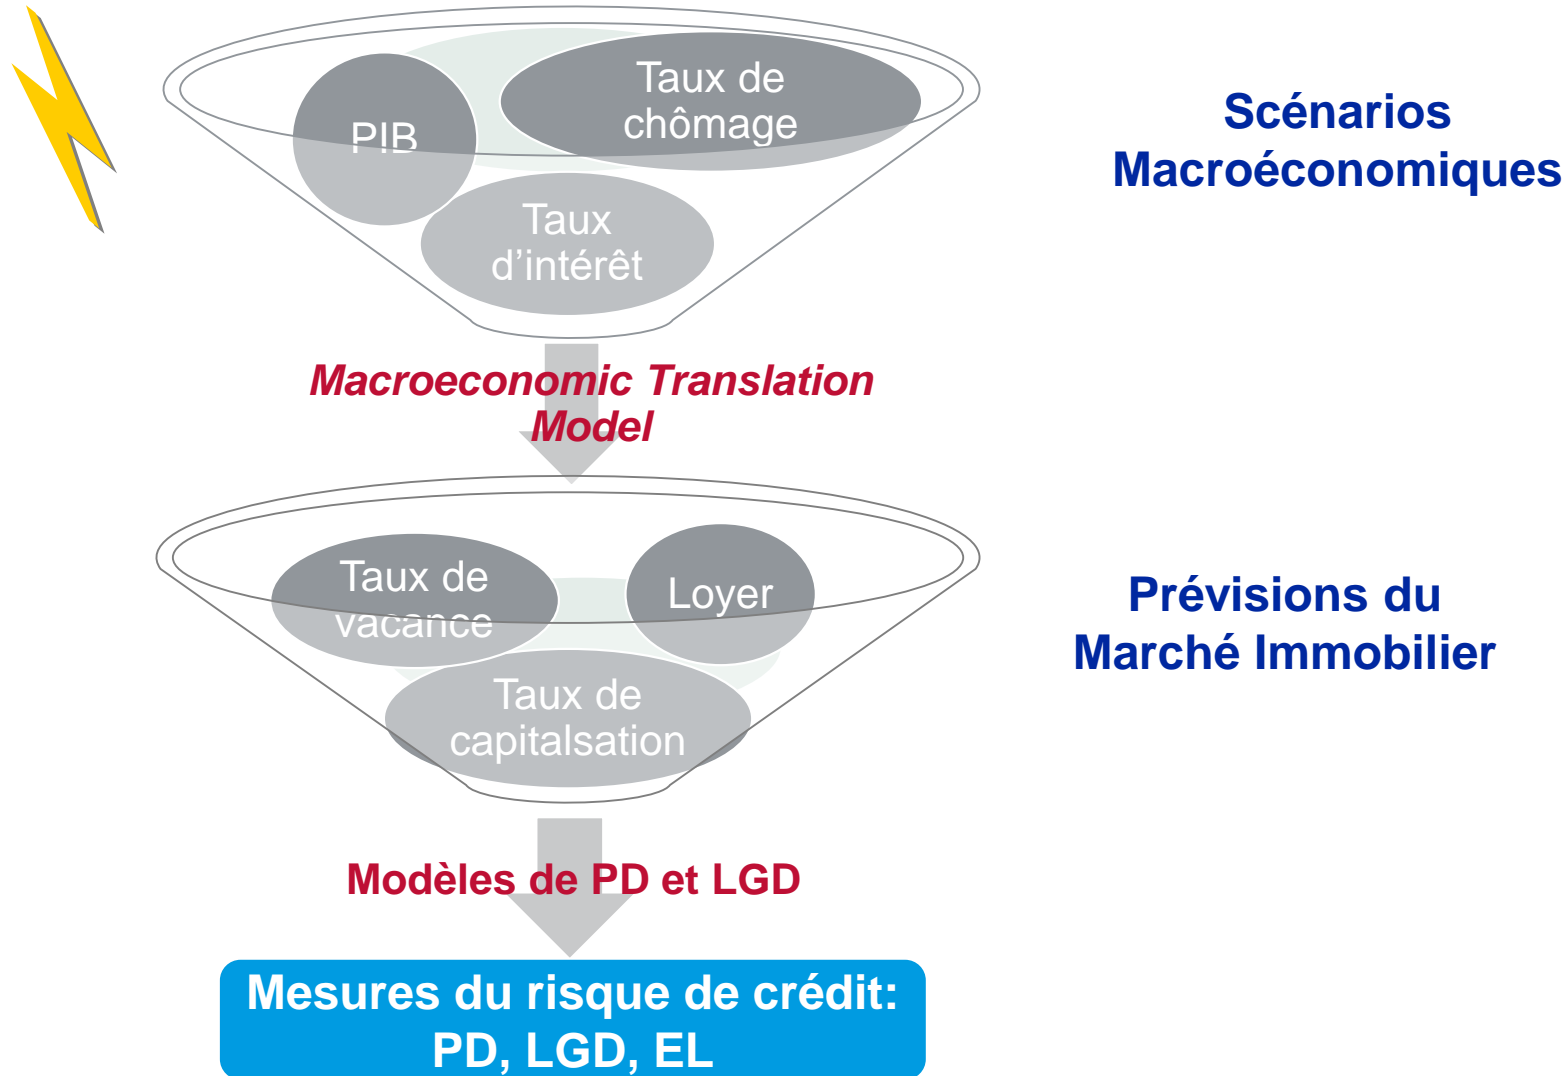 Taux de
chômage
PIB
Taux
d’intérêt
Scénarios
Macroéconomiques
Macroeconomic Translation
Model
Taux de
vacance
Loyer
Taux de
capitalsation
Prévisions du
Marché Immobilier
Modèles de PD et LGD
Mesures du risque de crédit:
PD, LGD, EL